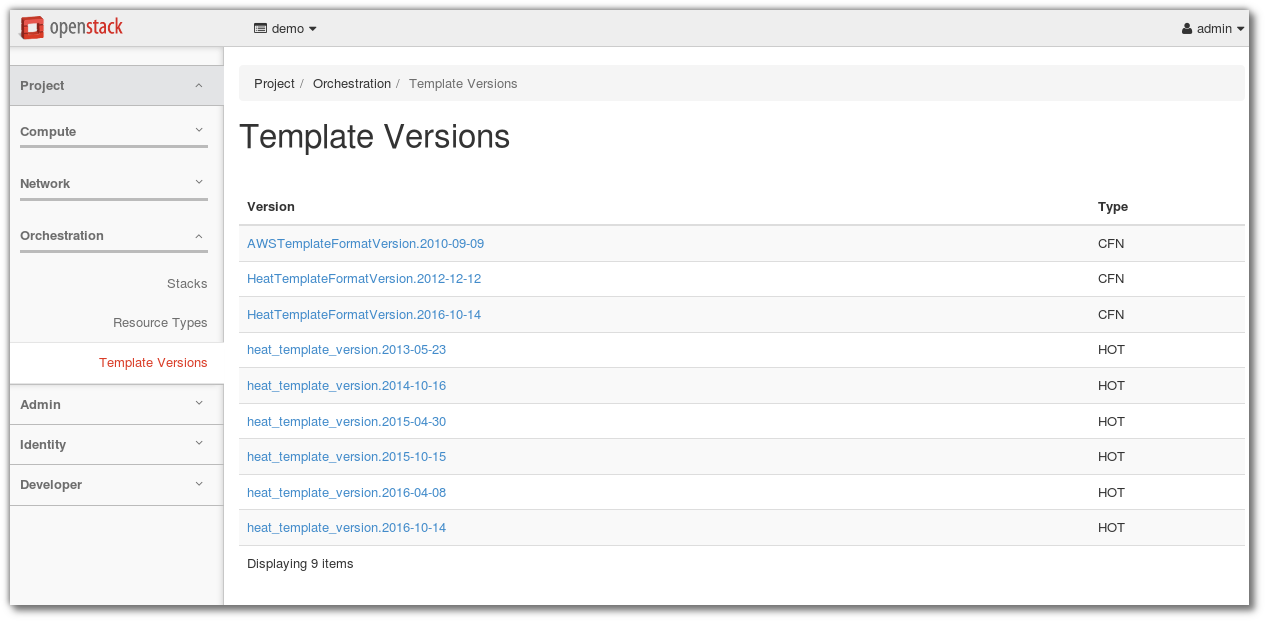 openstack demo admin
Project
Compute
Network
Orchestration
Stacks
Resource Types
Template Versions
Admin
Identity
Developer
Project / Orchestration / Template Versions
Template Versions
Version Type
AWSTemplateFormatVersion.2010-09-09 CFN
HeatTemplateFormatVersion.2012-12-12 CFN
HeatTemplateFormatVersion.2016-10-14 CFN
heat_template_version.2013-05-23 HOT
heat_template_version.2014-10-16 HOT
heat_template_version.2015-04-30 HOT
heat_template_version.2015-10-15 HOT
heat_template_version.2016-04-08 HOT
heat_template_version.2016-10-14 HOT
Displaying 9 items